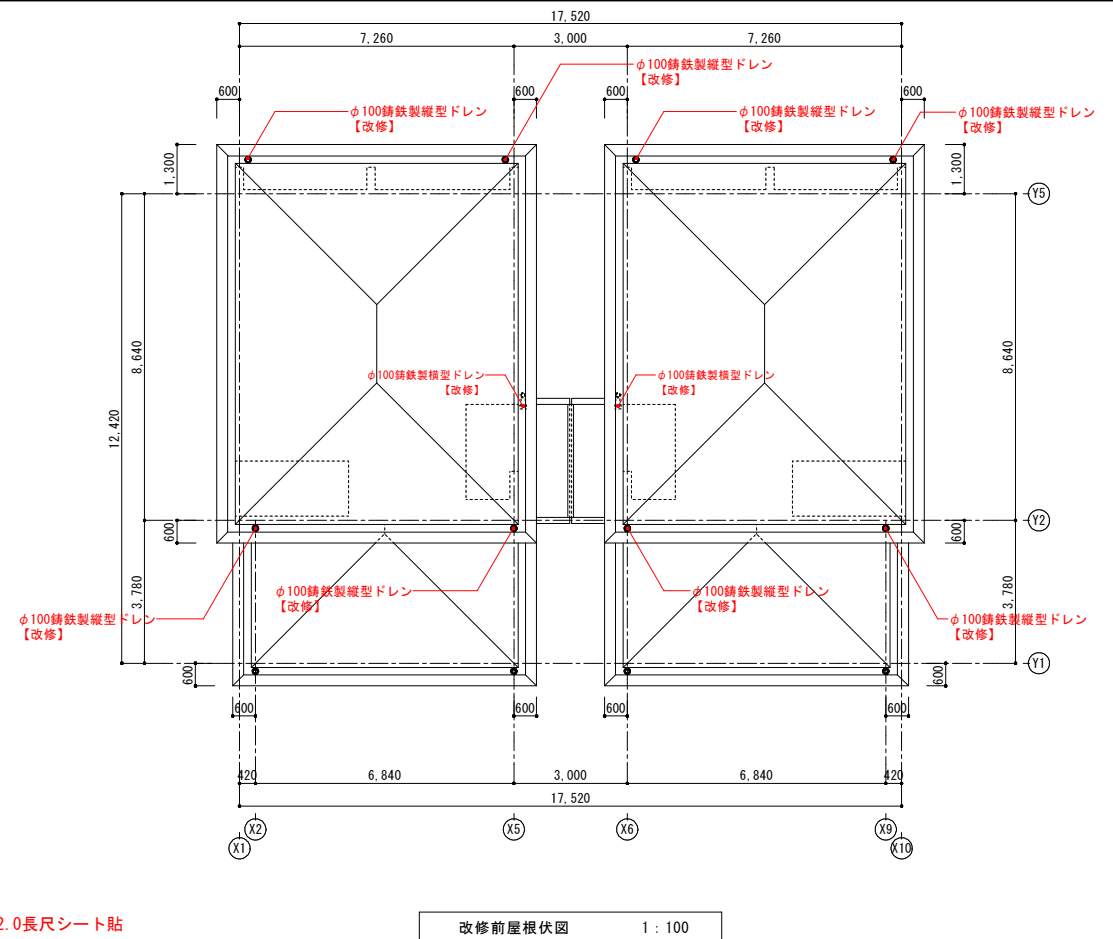 17,520
7,260 3,000 7,260
φ100鋳鉄製縦型ドレン
【改修】
600 600 600 600
φ100鋳鉄製縦型ドレン
【改修】
φ100鋳鉄製縦型ドレン
【改修】
φ100鋳鉄製縦型ドレン
【改修】
1,300 1,300
Y5
8,640 8,640
φ100鋳鉄製横型ドレン
【改修】
φ100鋳鉄製横型ドレン
【改修】
12,420
Y2
600 600
3,780 3,780
φ100鋳鉄製縦型ドレン
【改修】
φ100鋳鉄製縦型ドレン
【改修】
φ100鋳鉄製縦型ドレン
【改修】
φ100鋳鉄製縦型ドレン
【改修】
Y1
600 600
600 600 600 600
420 6,840 3,000 6,840 420
17,520
X2 X5 X6 X9
X1 X10
2.0長尺シート貼
改修前屋根伏図 1:100